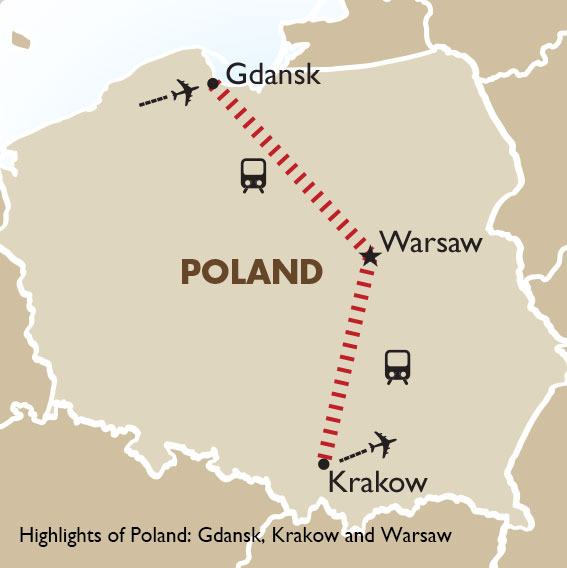 Gdansk
Warsaw
POLAND
Krakow
Highlights of Poland: Gdansk, Krakow and Warsaw